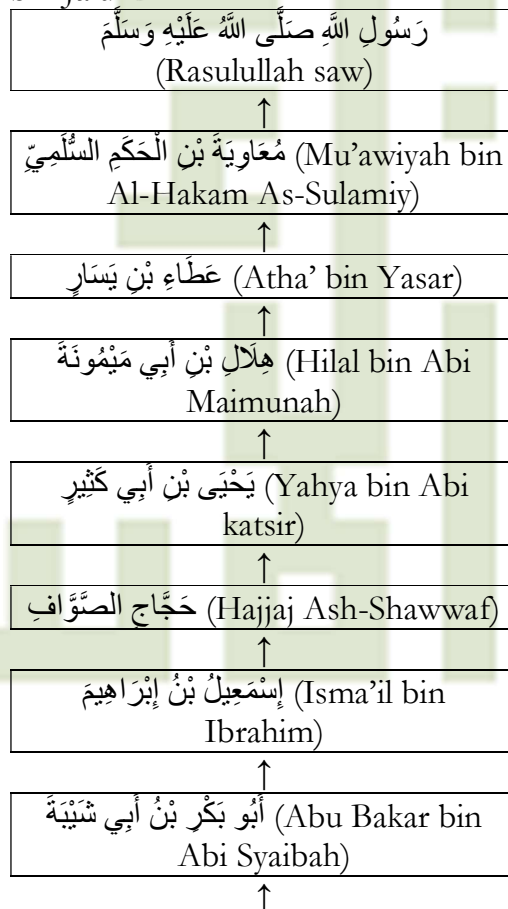 رَسُولِ اللَّهِ صَلَّى اللَّهُ عَلَيْهِ وَسَلَّمَ
(Rasulullah saw)
↑
مُعَاوِيَةَ بْنِ الْحَكَمِ السُّلَمِيِّ (Mu’awiyah bin
Al-Hakam As-Sulamiy)
↑
عَطَاءِ بْنِ يَسَارٍ (Atha’ bin Yasar)
↑
هِلَالِ بْنِ أَبِي مَيْمُونَةَ (Hilal bin Abi
Maimunah)
↑
يَحْيَى بْنِ أَبِي كَثِيرٍ (Yahya bin Abi
katsir)
↑
حَجَّاجٍ الصَّوَّافِ (Hajjaj Ash-Shawwaf)
↑
إِسْمَعِيلُ بْنُ إِبْرَاهِيمَ (Isma’il bin
Ibrahim)
↑
أَبُو بَكْرِ بْنُ أَبِي شَيْبَةَ (Abu Bakar bin
Abi Syaibah)
↑